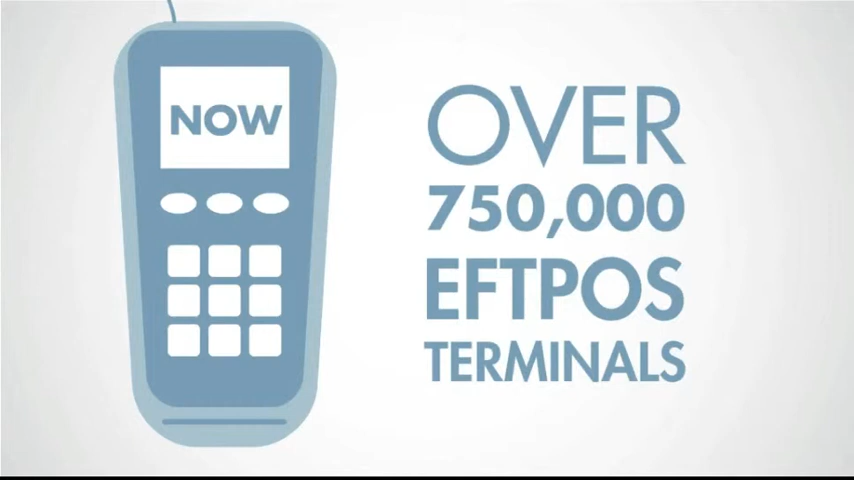 NOW
OVER
750,000
EFTPOS
TERMINALS